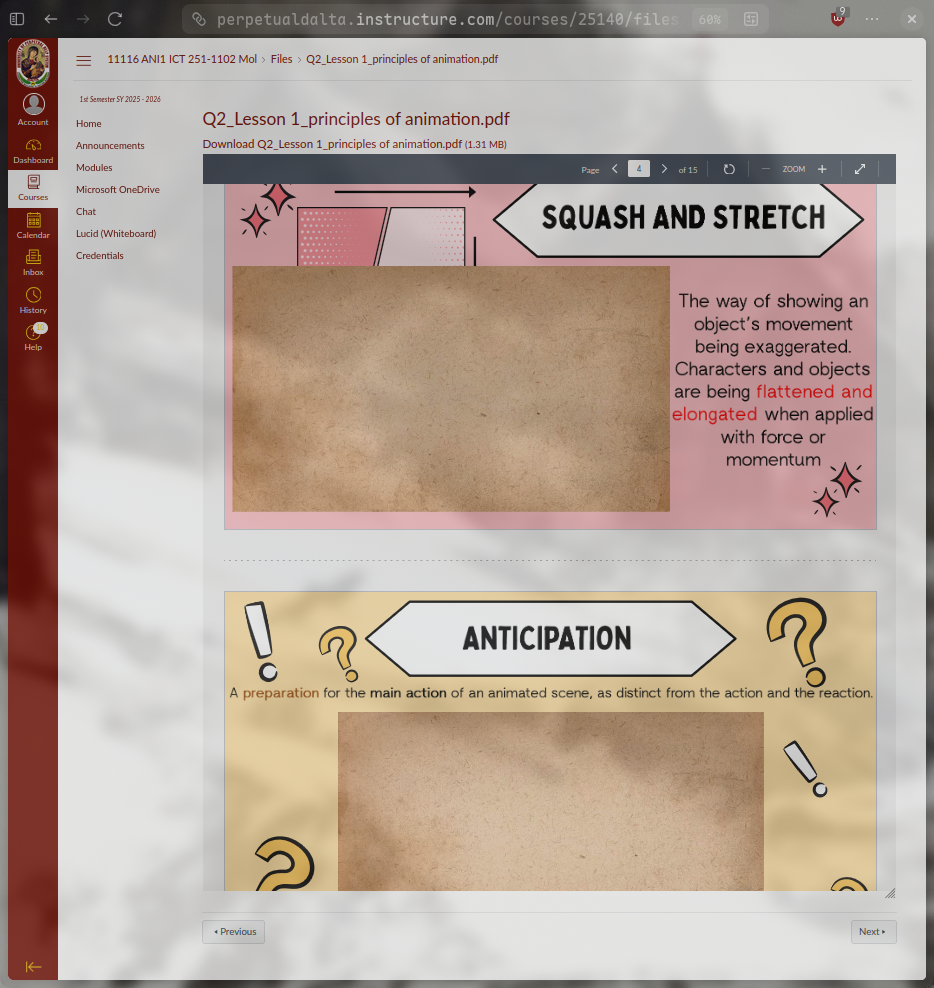 perpetualdalta.instructure.com/courses/25140/files
60%
9
11116 ANI1 ICT 251-1102 Mol › Files › Q2_Lesson 1_principles of animation.pdf
1st Semester SY 2025 - 2026
Account
Dashboard
Courses
Calendar
Inbox
History
Help
Home
Announcements
Modules
Microsoft OneDrive
Chat
Lucid (Whiteboard)
Credentials
Q2_Lesson 1_principles of animation.pdf
Download Q2_Lesson 1_principles of animation.pdf (1.31 MB)
Page 4 of 15 ZOOM
SQUASH AND STRETCH
The way of showing an
object's movement
being exaggerated.
Characters and objects
are being flattened and
elongated when applied
with force or
momentum
ANTICIPATION
A preparation for the main action of an animated scene, as distinct from the action and the reaction.
Previous
Next